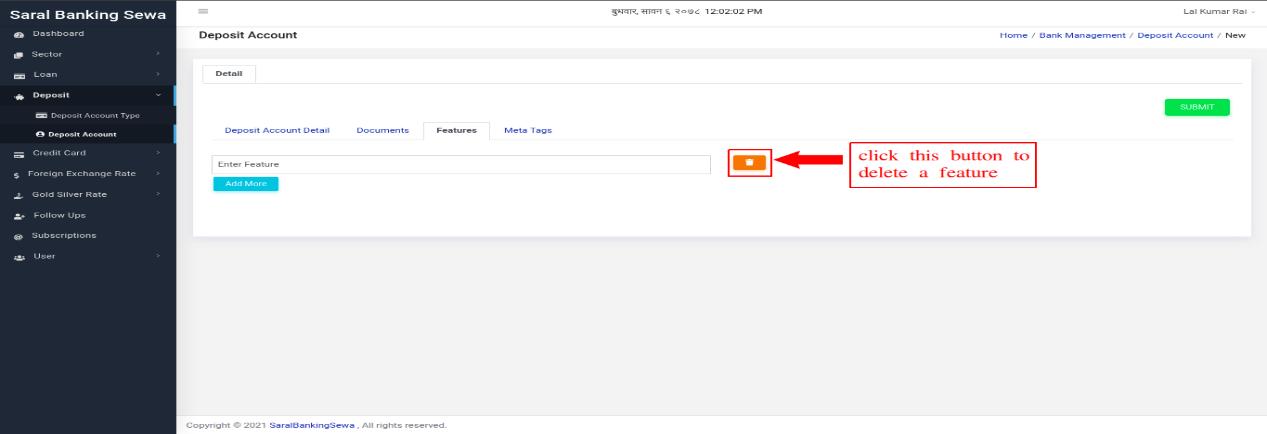 Saral Banking Sewa
बुधवार, सावन ६ २०७८ 12:02:02 PM
Lal Kumar Rai
Dashboard
Sector
Loan
Deposit
Deposit Account Type
Deposit Account
Credit Card
Foreign Exchange Rate
Gold Silver Rate
Follow Ups
Subscriptions
User
Deposit Account
Home / Bank Management / Deposit Account / New
Detail
SUBMIT
Deposit Account Detail Documents Features Meta Tags
Enter Feature
Add More
click this button to
delete a feature
Copyright © 2021 SaralBankingSewa , All rights reserved.